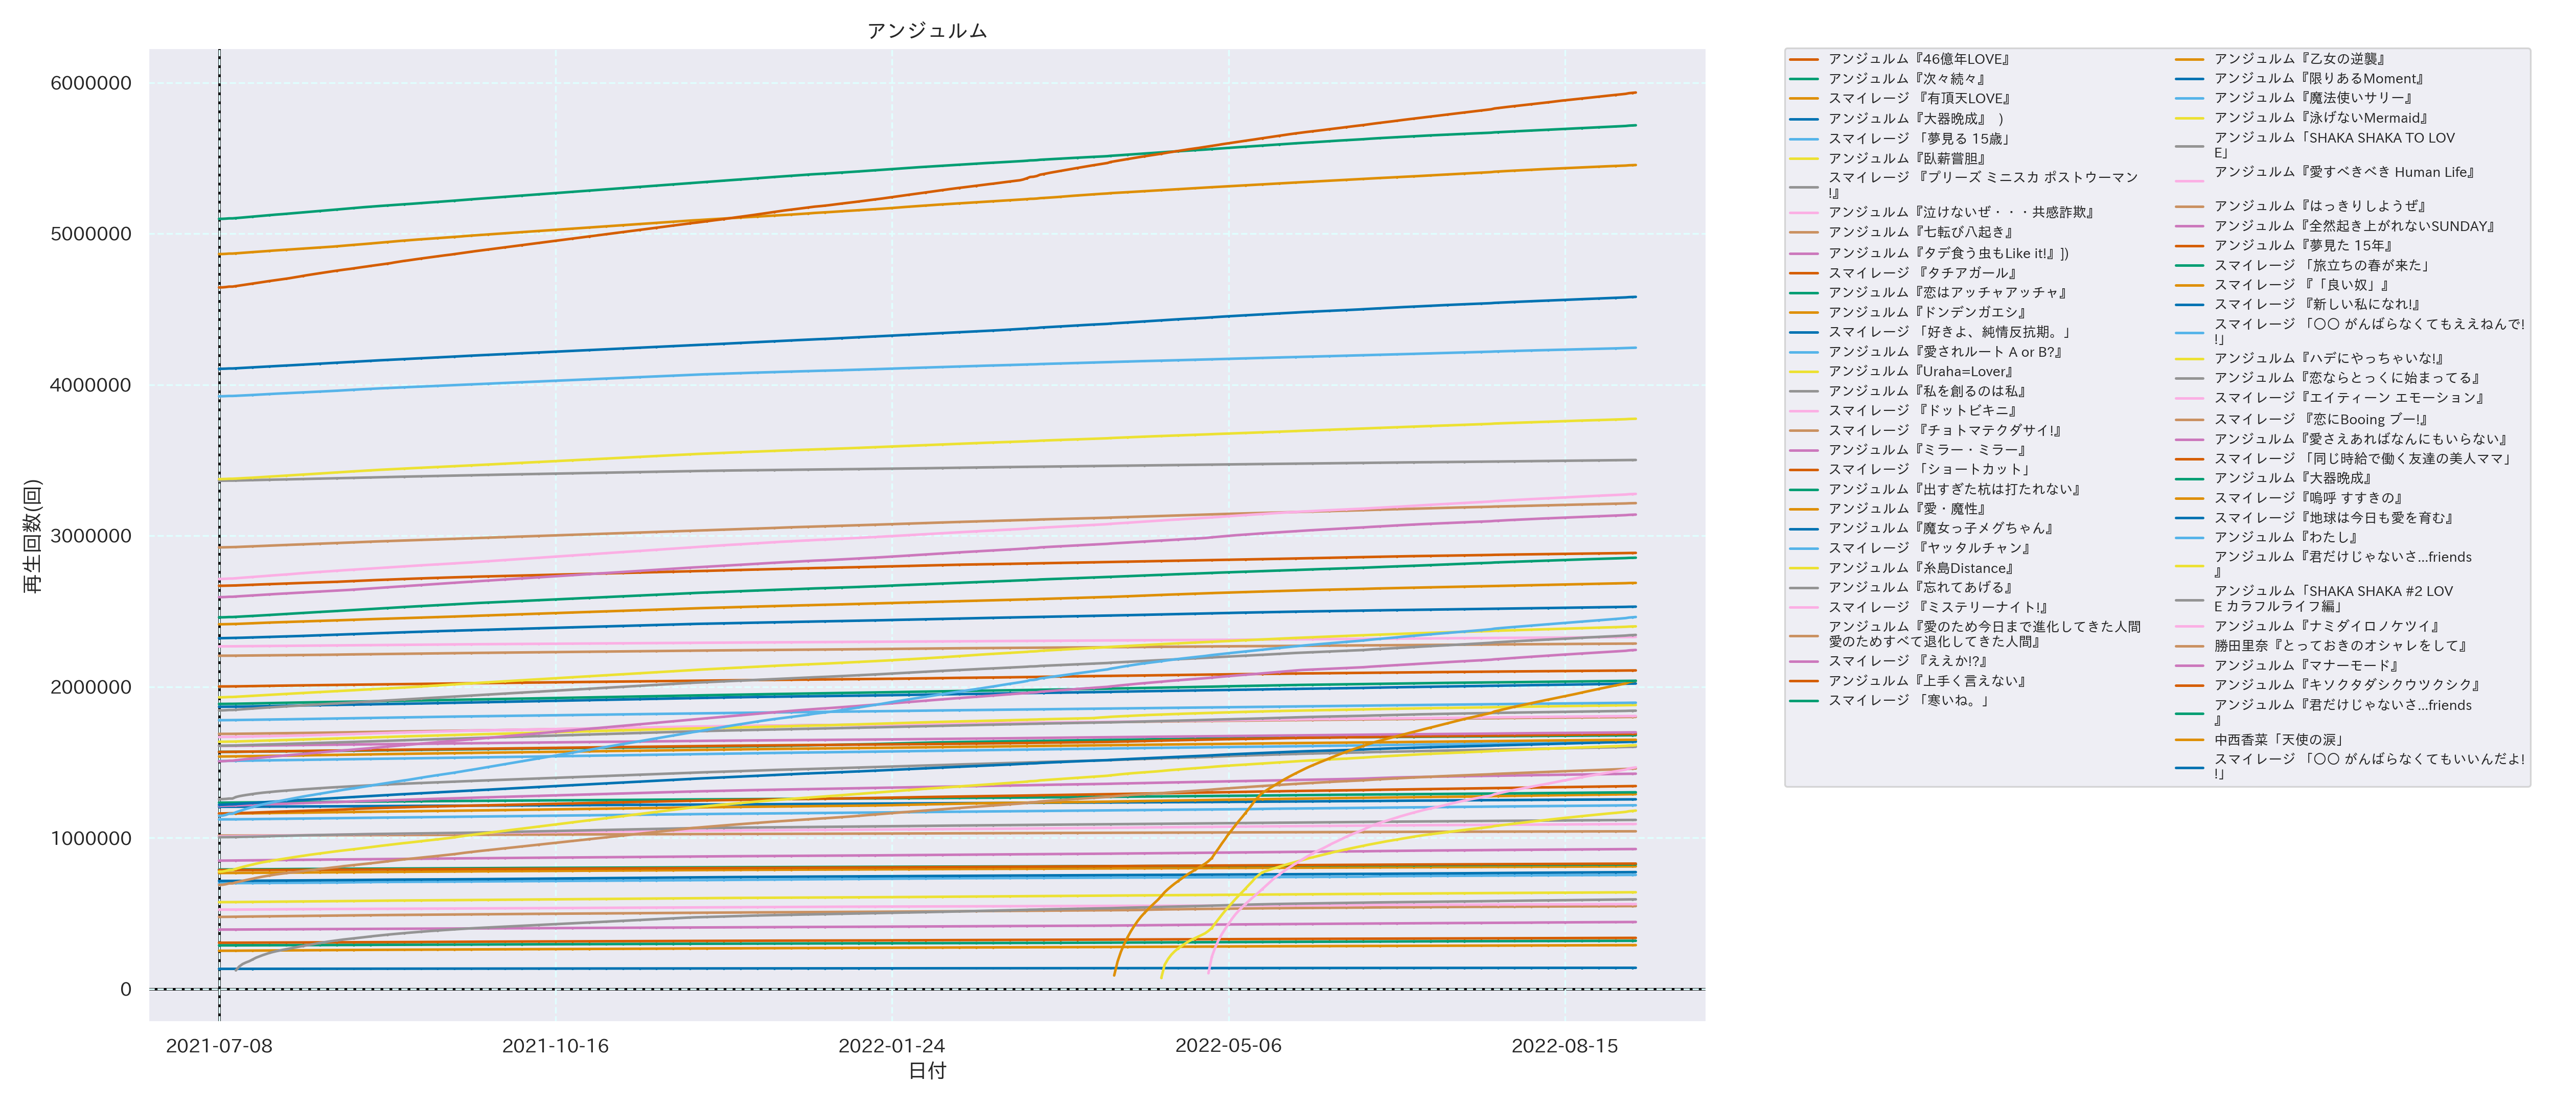 アンジュルム
6000000
5000000
4000000
3000000
2000000
1000000
0
再生回数(回)
2021-07-08
2021-10-16
2022-01-24
2022-05-06
2022-08-15
日付
アンジュルム『46億年LOVE』
アンジュルム『次々続々』
スマイレージ 『有頂天LOVE』
アンジュルム『大器晩成』 )
スマイレージ 「夢見る 15歳」
アンジュルム『臥薪嘗胆』
スマイレージ 『プリーズ ミニスカ ポストウーマン
!』
アンジュルム『泣けないぜ・・・共感詐欺』
アンジュルム『七転び八起き』
アンジュルム『タデ食う虫もLike it!』])
スマイレージ 『タチアガール』
アンジュルム『恋はアッチャアッチャ』
アンジュルム『ドンデンガエシ』
スマイレージ 「好きよ、純情反抗期。」
アンジュルム『愛されルート A or B?』
アンジュルム『Uraha=Lover』
アンジュルム『私を創るのは私』
スマイレージ 『ドットビキニ』
スマイレージ 『チョトマテクダサイ!』
アンジュルム『ミラー・ミラー』
スマイレージ 「ショートカット」
アンジュルム『出すぎた杭は打たれない』
アンジュルム『愛・魔性』
アンジュルム『魔女っ子メグちゃん』
スマイレージ 『ヤッタルチャン』
アンジュルム『糸島Distance』
アンジュルム『忘れてあげる』
スマイレージ 『ミステリーナイト!』
アンジュルム『愛のため今日まで進化してきた人間
愛のためすべて退化してきた人間』
スマイレージ 『ええか!?』
アンジュルム『上手く言えない』
スマイレージ 「寒いね。」
アンジュルム『乙女の逆襲』
アンジュルム『限りあるMoment』
アンジュルム『魔法使いサリー』
アンジュルム『泳げないMermaid』
アンジュルム「SHAKA SHAKA TO LOV
E」
アンジュルム『愛すべきべき Human Life』
アンジュルム『はっきりしようぜ』
アンジュルム『全然起き上がれないSUNDAY』
アンジュルム『夢見た 15年』
スマイレージ 「旅立ちの春が来た」
スマイレージ 『「良い奴」』
スマイレージ 『新しい私になれ!』
スマイレージ 「〇〇 がんばらなくてもええねんで!
!」
アンジュルム『ハデにやっちゃいな!』
アンジュルム『恋ならとっくに始まってる』
スマイレージ『エイティーン エモーション』
スマイレージ 『恋にBooing ブー!』
アンジュルム『愛さえあればなんにもいらない』
スマイレージ 「同じ時給で働く友達の美人ママ」
アンジュルム『大器晩成』
スマイレージ『嗚呼 すすきの』
スマイレージ『地球は今日も愛を育む』
アンジュルム『わたし』
アンジュルム『君だけじゃないさ...friends
』
アンジュルム「SHAKA SHAKA #2 LOV
E カラフルライフ編」
アンジュルム『ナミダイロノケツイ』
勝田里奈『とっておきのオシャレをして』
アンジュルム『マナーモード』
アンジュルム『キソクタダシクウツクシク』
アンジュルム『君だけじゃないさ...friends
』
中西香菜「天使の涙」
スマイレージ 「〇〇 がんばらなくてもいいんだよ!
!」